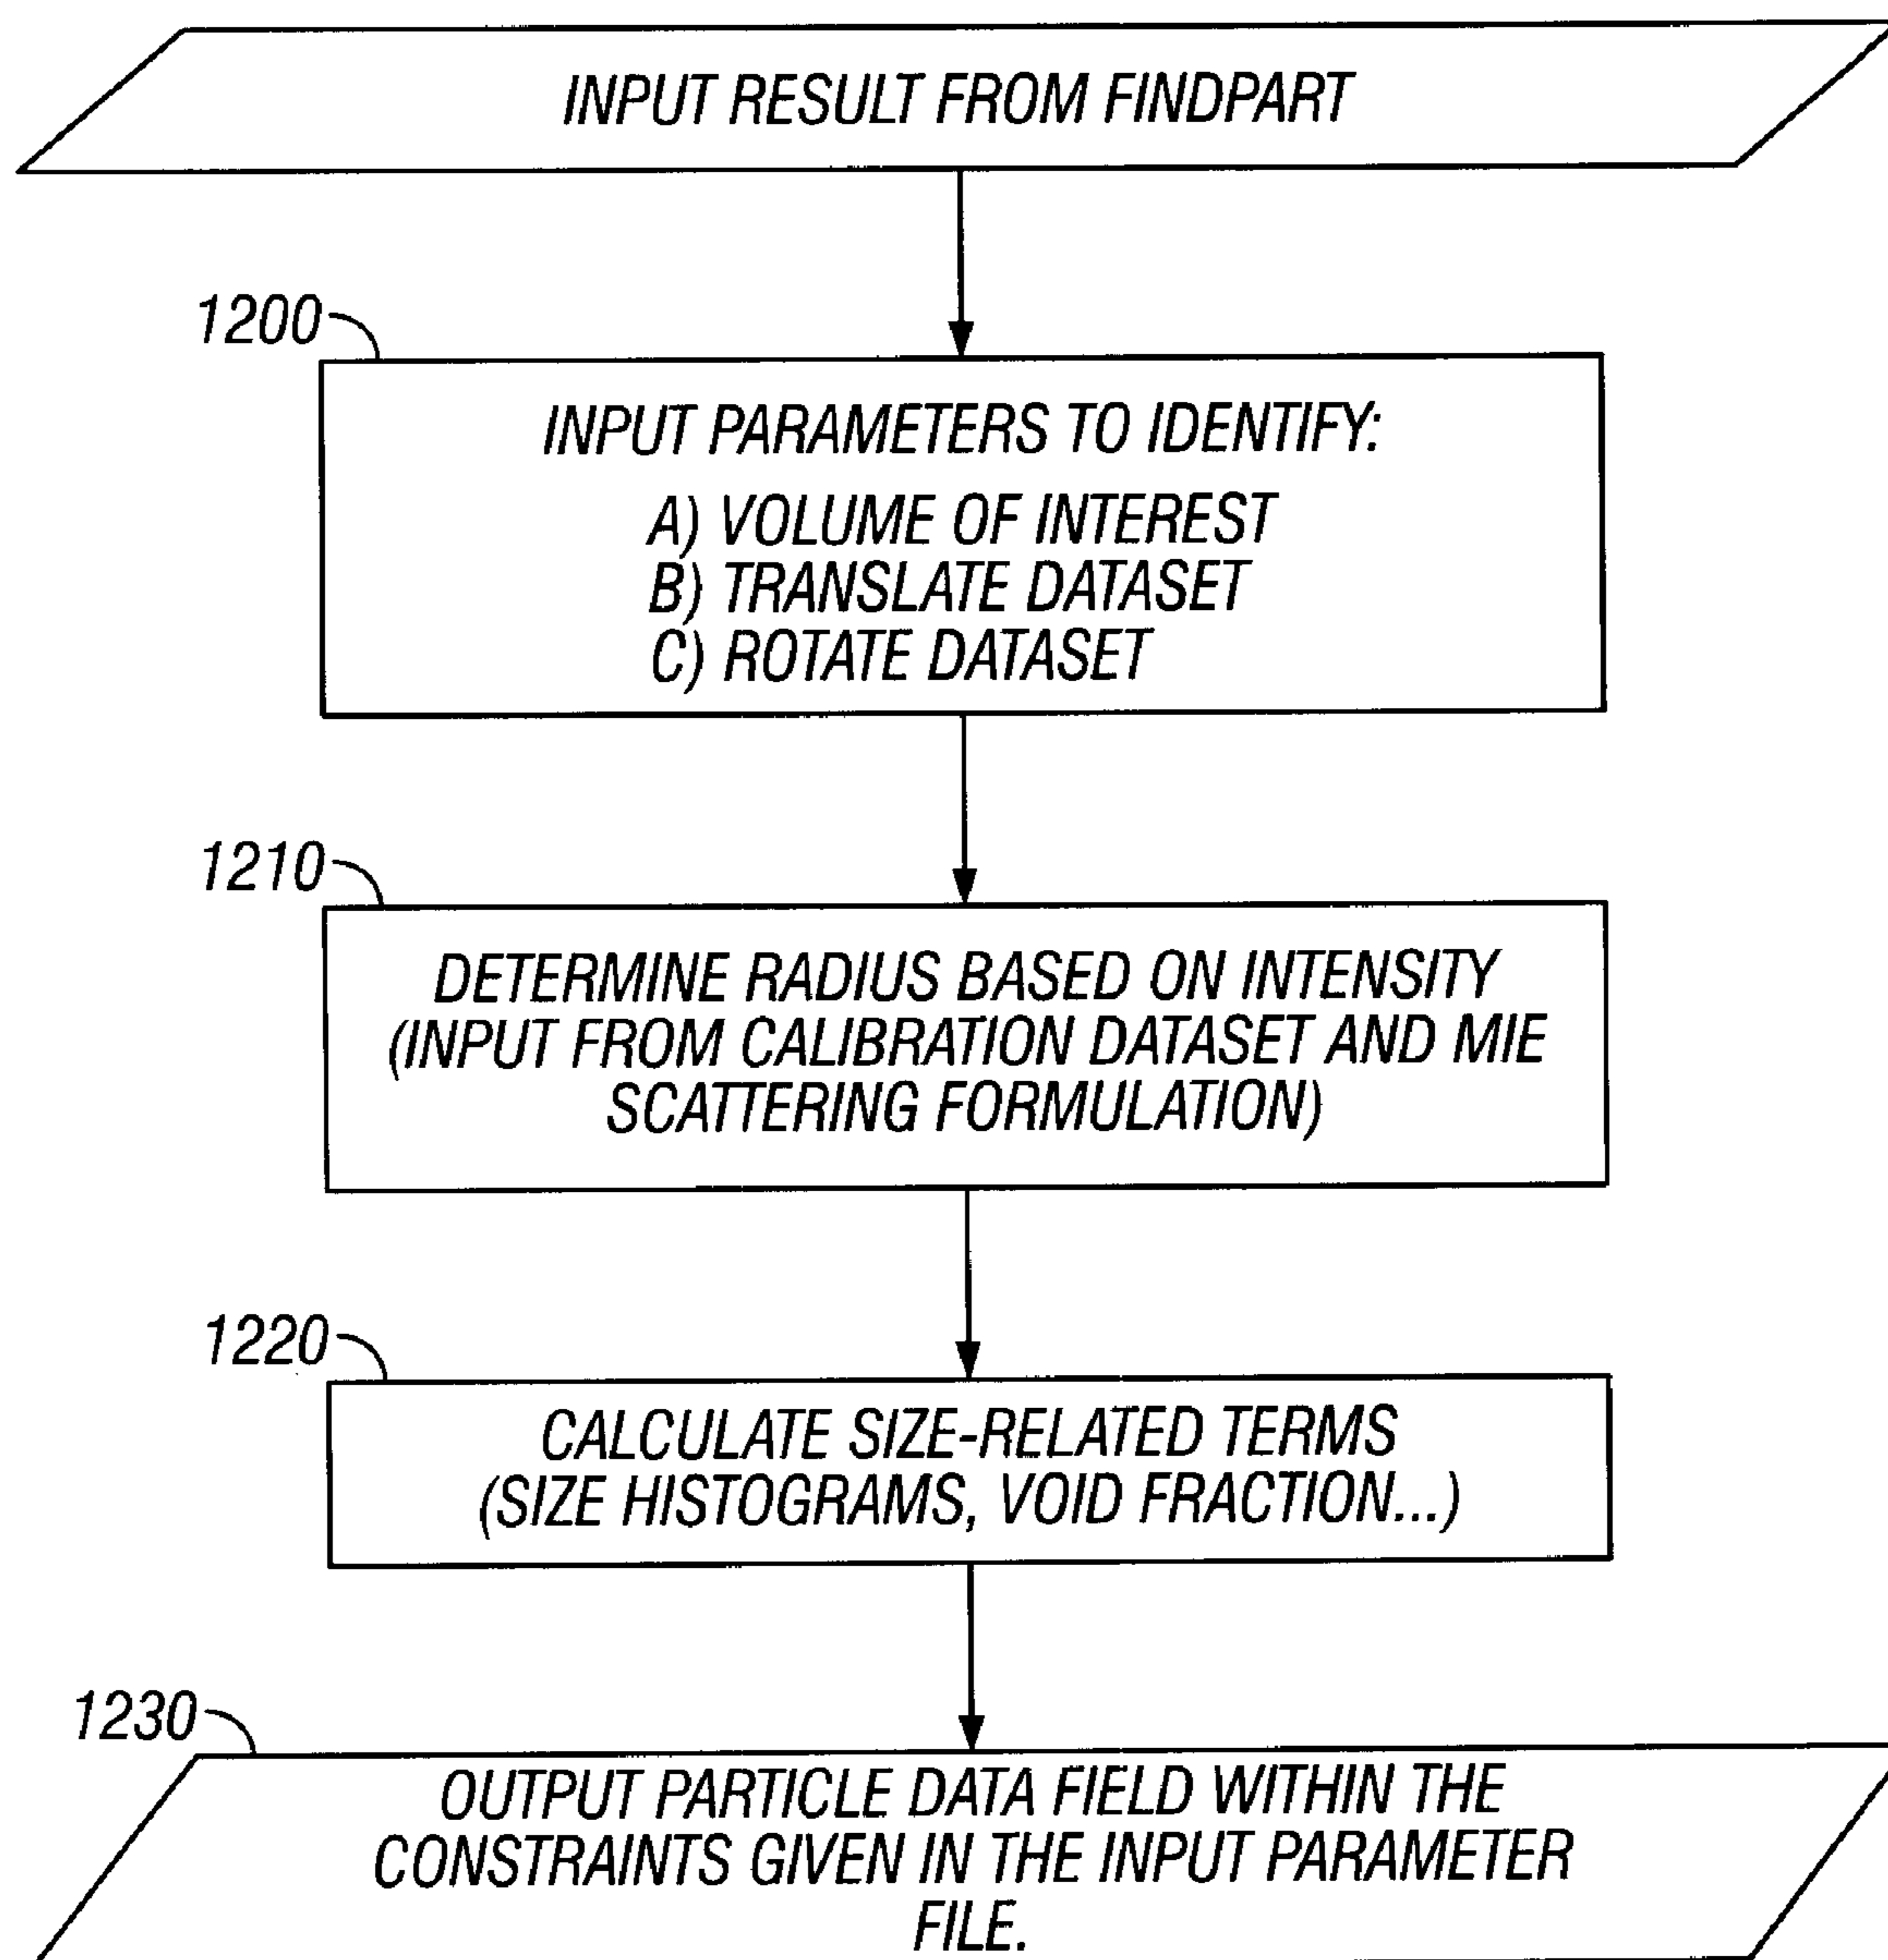 INPUT RESULT FROM FINDPART
1200
INPUT PARAMETERS TO IDENTIFY:
A) VOLUME OF INTEREST
B) TRANSLATE DATASET
C) ROTATE DATASET
1210
DETERMINE RADIUS BASED ON INTENSITY
(INPUT FROM CALIBRATION DATASET AND MIE
SCATTERING FORMULATION)
1220
CALCULATE SIZE-RELATED TERMS
(SIZE HISTOGRAMS, VOID FRACTION...)
1230
OUTPUT PARTICLE DATA FIELD WITHIN THE
CONSTRAINTS GIVEN IN THE INPUT PARAMETER
FILE.